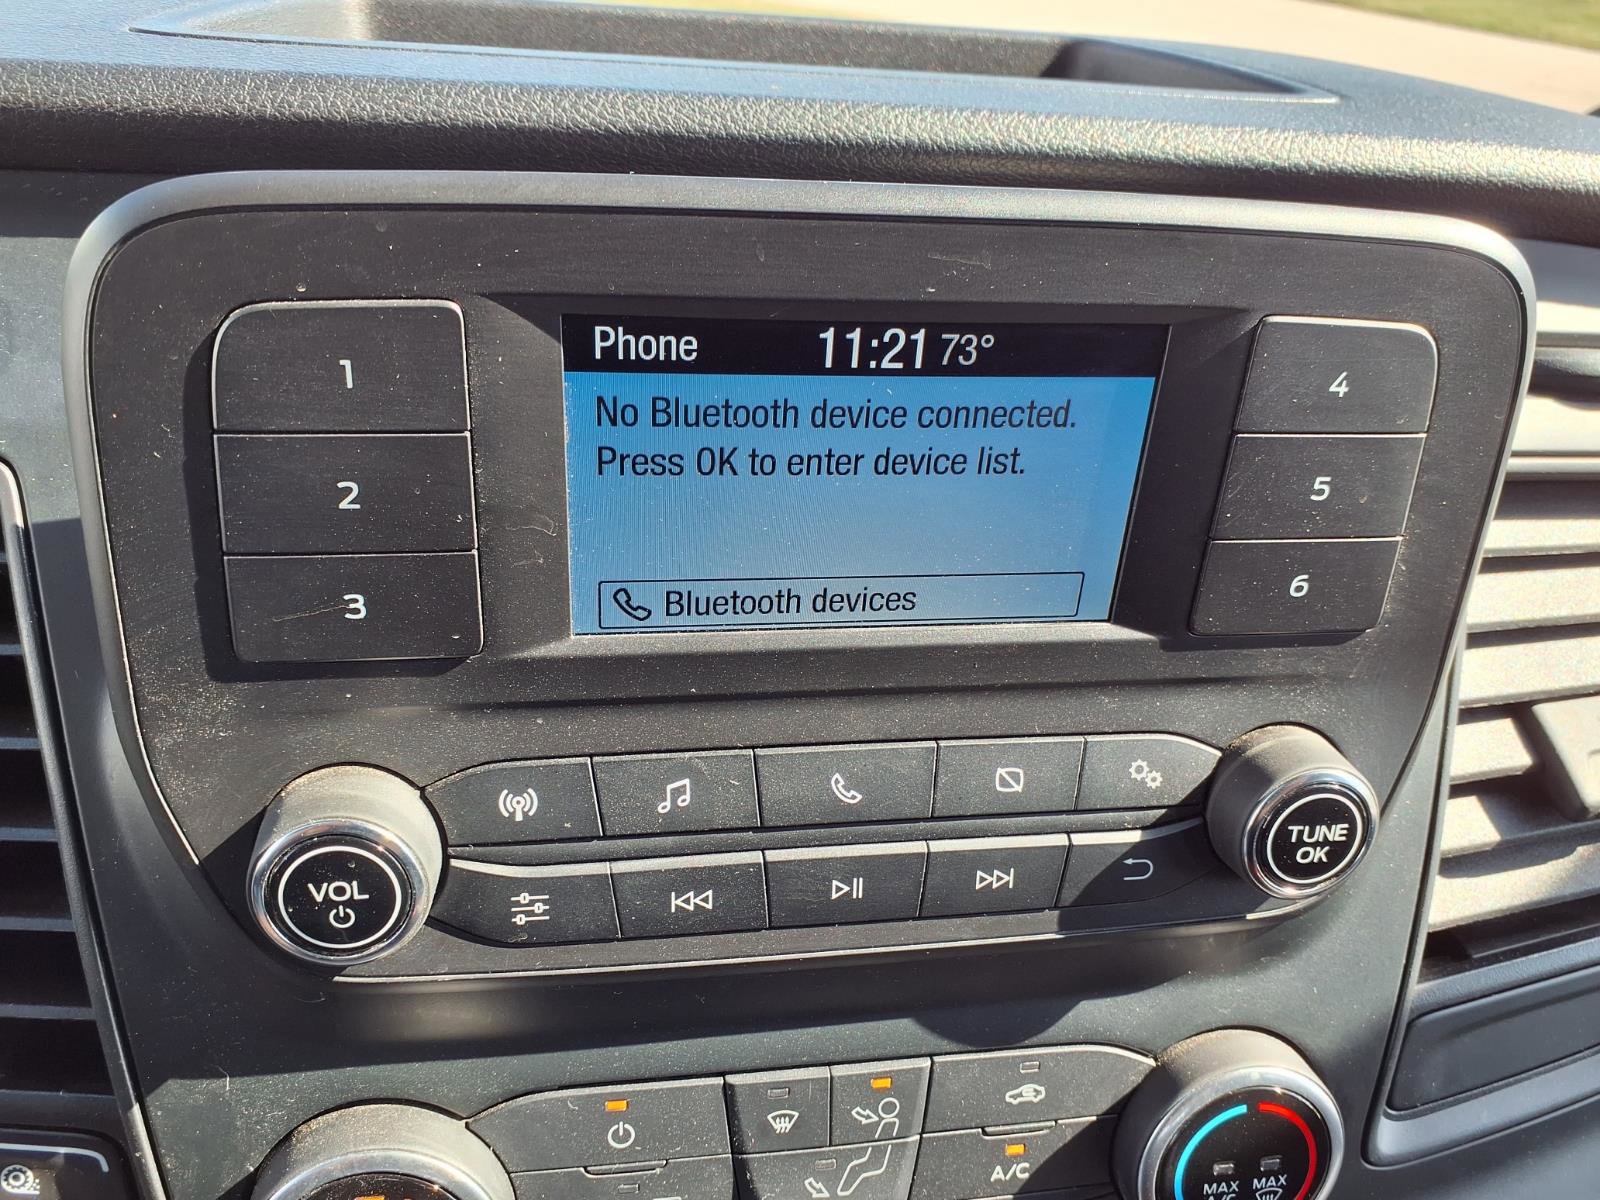 Phone 11:21 73°
No Bluetooth device connected.
Press OK to enter device list.
Bluetooth devices
1
2
3
4
5
6
VOL
TUNE
OK
A/C
MAX
A/C
MAX